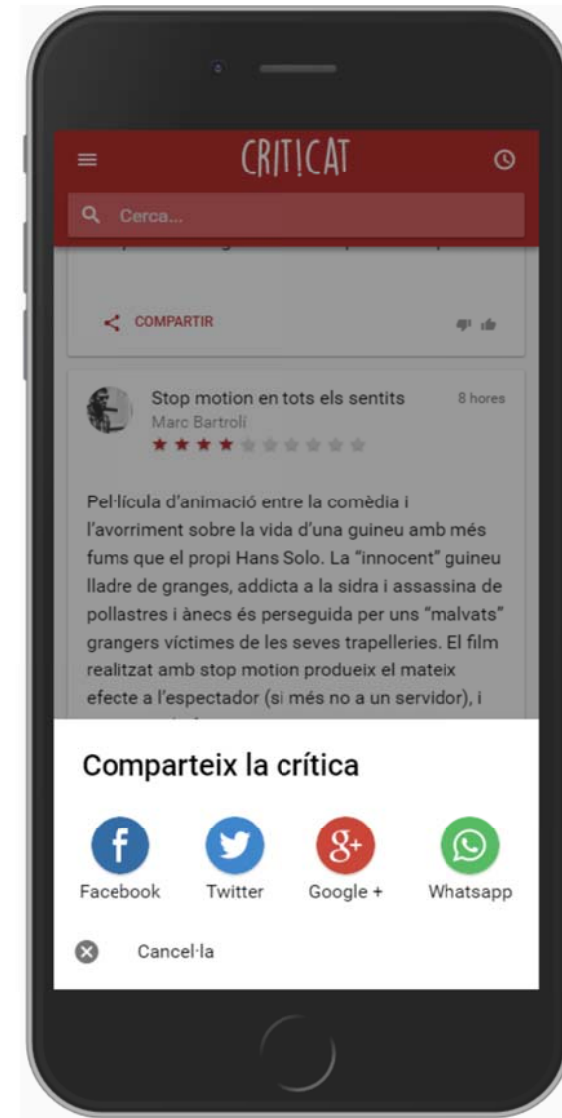 CRIT!CAT
Cerca...
COMPARTIR
Stop motion en tots els sentits
8 hores
Marc Bartrolí
Pel·lícula d’animació entre la comèdia i
l’avorriment sobre la vida d’una guineu amb més
fums que el propi Hans Solo. La “innocent” guineu
lladre de granges, addicta a la sidra i assassina de
pollastres i ànecs és perseguida per uns “malvats”
grangers víctimes de les seves trapelleries. El film
realitzat amb stop motion produeix el mateix
efecte a l’espectador (si més no a un servidor), i
Comparteix la crítica
Facebook
Twitter
Google +
Whatsapp
Cancel·la